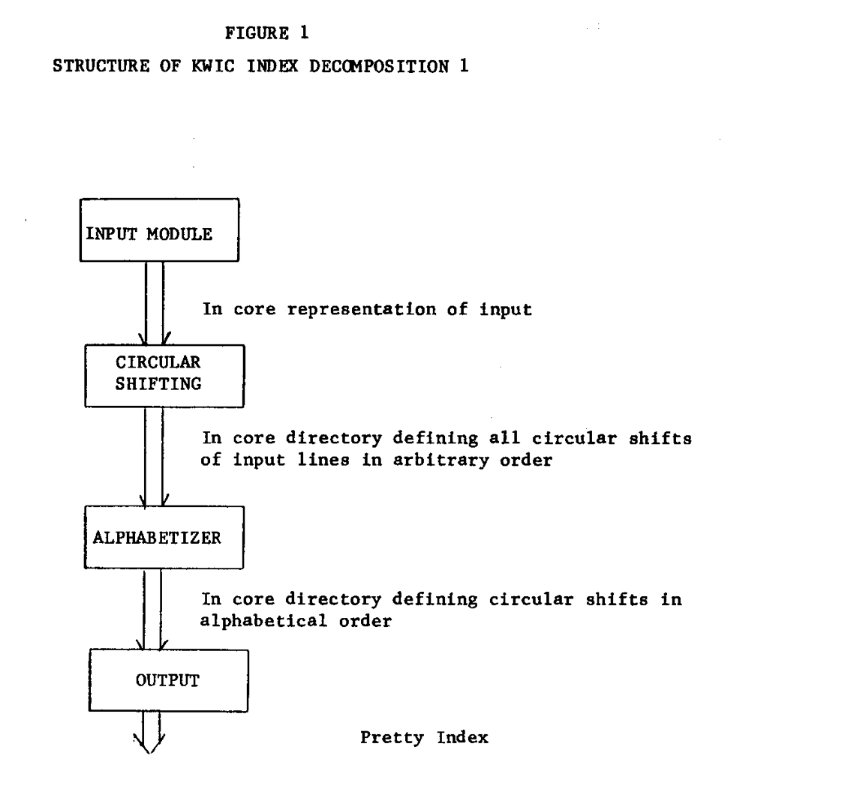 FIGURE 1
STRUCTURE OF KWIC INDEX DECOMPOSITION 1
INPUT MODULE
In core representation of input
CIRCULAR
SHIFTING
In core directory defining all circular shifts
of input lines in arbitrary order
ALPHABETIZER
In core directory defining circular shifts in
alphabetical order
OUTPUT
Pretty Index